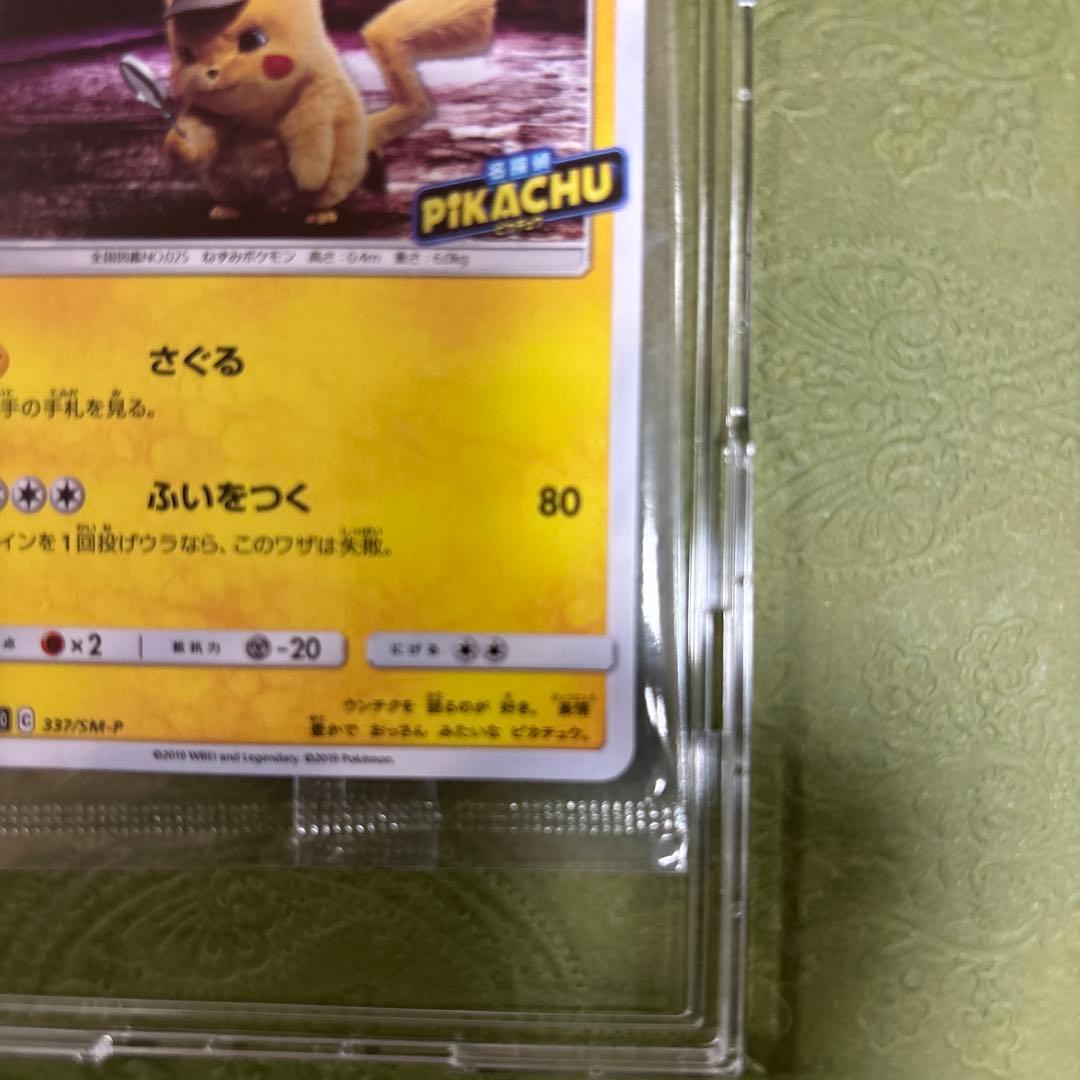 名探偵
PIKACHU
ピカチュウ
全国図鑑NO.025 ねずみポケモン 高さ：0.4m 重さ：6.0kg
さぐる
手の手札を見る。
ふいをつく 80
インを1回投げウラなら、このワザは失敗。
点 ×2 抵抗力 -20 にげる
ウンチクを 語るのが 好き。 表情
豊かで おっさん みたいな ピカチュウ。
C 337/SM-P
©2019 WBEI and Legendary. ©2019 Pokémon.